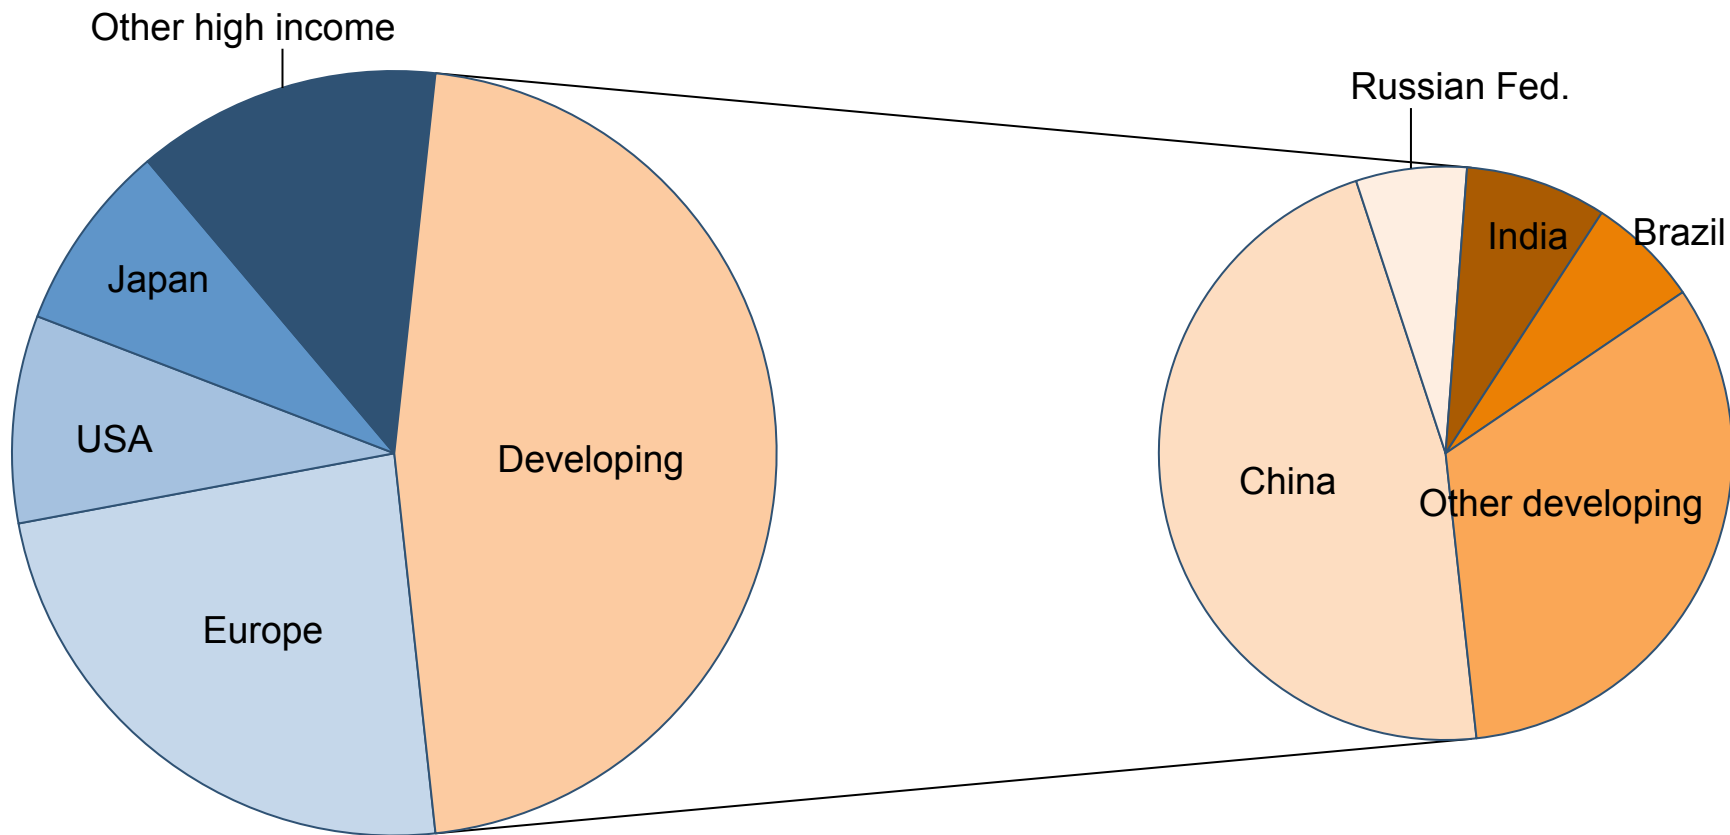 Other high income
Japan
USA
Europe
Developing
Russian Fed.
India
Brazil
China
Other developing